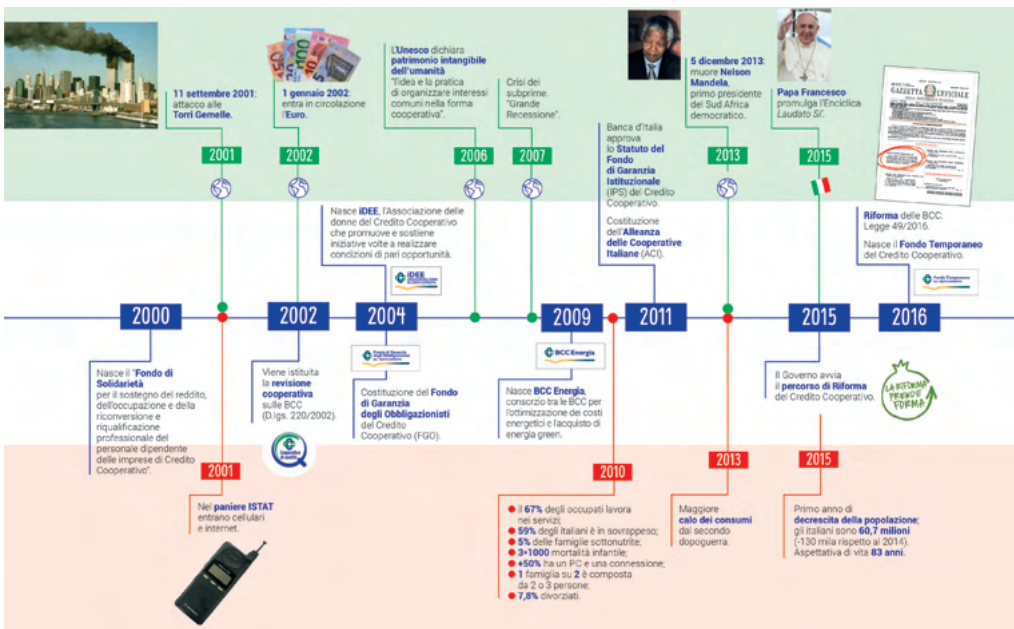 11 settembre 2001:
attacco alle
Torri Gemelle.
2001
1 gennaio 2002:
entra in circolazione
l'Euro.
2002
L'Unesco dichiara
patrimonio intangibile
dell'umanità
"l'idea e la pratica
di organizzare interessi
comuni nella forma
cooperativa".
2006
Crisi dei
subprime.
"Grande
Recessione".
2007
Banca d'Italia
approva
lo Statuto del
Fondo
di Garanzia
Istituzionale
(IPS) del Credito
Cooperativo.
Costituzione
dell'Alleanza
delle Cooperative
Italiane (ACI).
5 dicembre 2013:
muore Nelson
Mandela,
primo presidente
del Sud Africa
democratico.
2013
Papa Francesco
promulga l'Enciclica
Laudato Si'.
2015
GAZZETTA UFFICIALE
Riforma delle BCC:
Legge 49/2016.
Nasce il Fondo Temporaneo
del Credito Cooperativo.
Fondo Temporaneo
Nasce iDEE, l'Associazione delle
donne del Credito Cooperativo
che promuove e sostiene
iniziative volte a realizzare
condizioni di pari opportunità.
iDEE
2000
2002
2004
2009
2011
2015
2016
Nasce il "Fondo di
Solidarietà
per il sostegno del reddito,
dell'occupazione e della
riconversione e
riqualificazione
professionale del
personale dipendente
delle imprese di Credito
Cooperativo".
Viene istituita
la revisione
cooperativa
sulle BCC
(D.lgs. 220/2002).
Fondo di Garanzia
degli Obbligazionisti
Costituzione del Fondo
di Garanzia
degli Obbligazionisti
del Credito
Cooperativo (FGO).
BCC Energia
Nasce BCC Energia,
consorzio tra le BCC per
l'ottimizzazione dei costi
energetici e l'acquisto di
energia green.
Il Governo avvia
il percorso di Riforma
del Credito Cooperativo.
LA RIFORMA
PRENDE
FORMA
2001
Nel paniere ISTAT
entrano cellulari
e internet.
2010
il 67% degli occupati lavora
nei servizi;
59% degli italiani è in sovrappeso;
5% delle famiglie sottonutrite;
3×1000 mortalità infantile;
+50% ha un PC e una connessione;
1 famiglia su 2 è composta
da 2 o 3 persone;
7,8% divorziati.
2013
Maggiore
calo dei consumi
dal secondo
dopoguerra.
2015
Primo anno di
decrescita della popolazione;
gli italiani sono 60,7 milioni
(-130 mila rispetto al 2014).
Aspettativa di vita 83 anni.